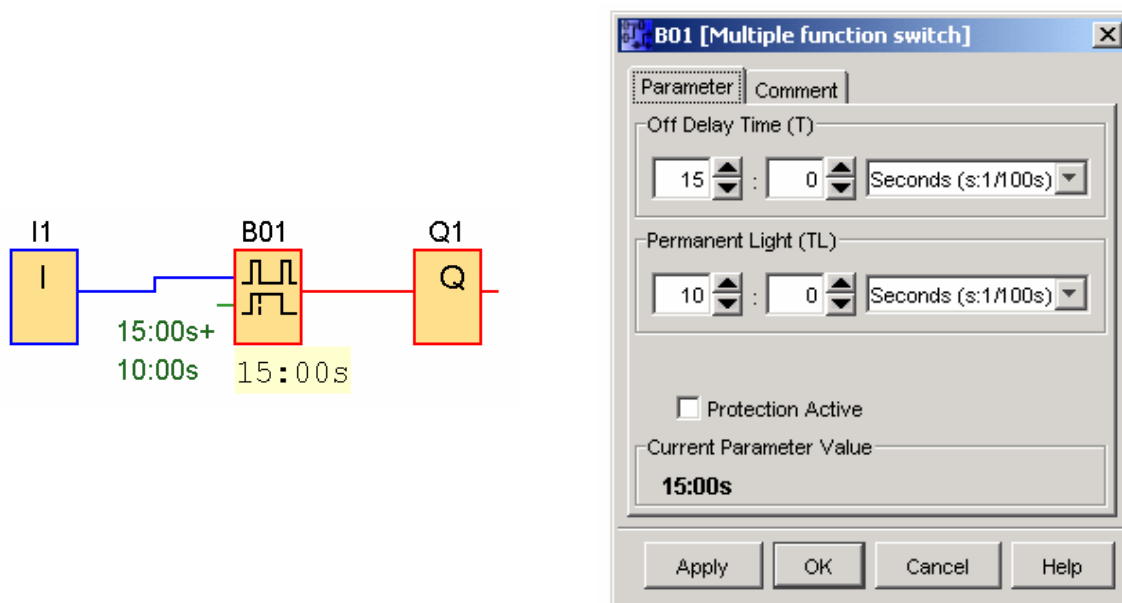 I1 B01 Q1
I Q
15:00s+
10:00s 15:00s
B01 [Multiple function switch]
Parameter Comment
Off Delay Time (T)
15 : 0 Seconds (s:1/100s)
Permanent Light (TL)
10 : 0 Seconds (s:1/100s)
Protection Active
Current Parameter Value
15:00s
Apply OK Cancel Help